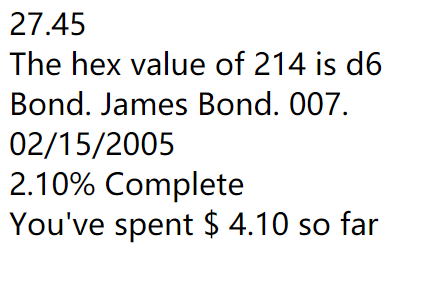 27.45
The hex value of 214 is d6
Bond. James Bond. 007.
02/15/2005
2.10% Complete
You've spent $ 4.10 so far